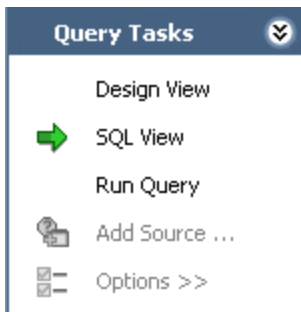 Query Tasks
Design View
SQL View
Run Query
Add Source ...
Options >>